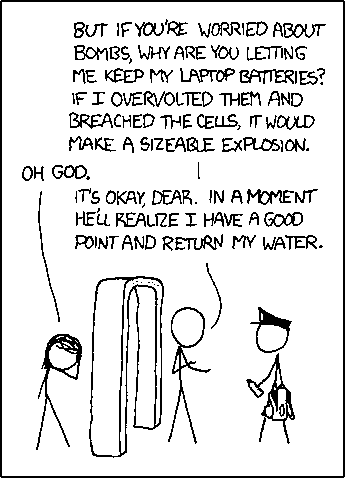 BUT IF YOU'RE WORRIED ABOUT
BOMBS, WHY ARE YOU LETTING
ME KEEP MY LAPTOP BATTERIES?
IF I OVERVOLTED THEM AND
BREACHED THE CELLS, IT WOULD
MAKE A SIZEABLE EXPLOSION.
OH GOD.
IT'S OKAY, DEAR. IN A MOMENT
HE'LL REALIZE I HAVE A GOOD
POINT AND RETURN MY WATER.